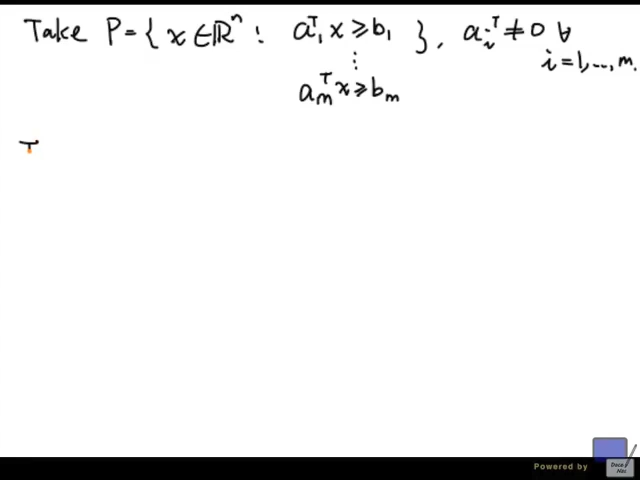 Take P = { x ∈ ℝⁿ : a₁ᵀx ≥ b₁ }, aᵢᵀ ≠ 0 ∀
⋮ i = 1, ..., m.
aₘᵀx ≥ bₘ
T
Powered by